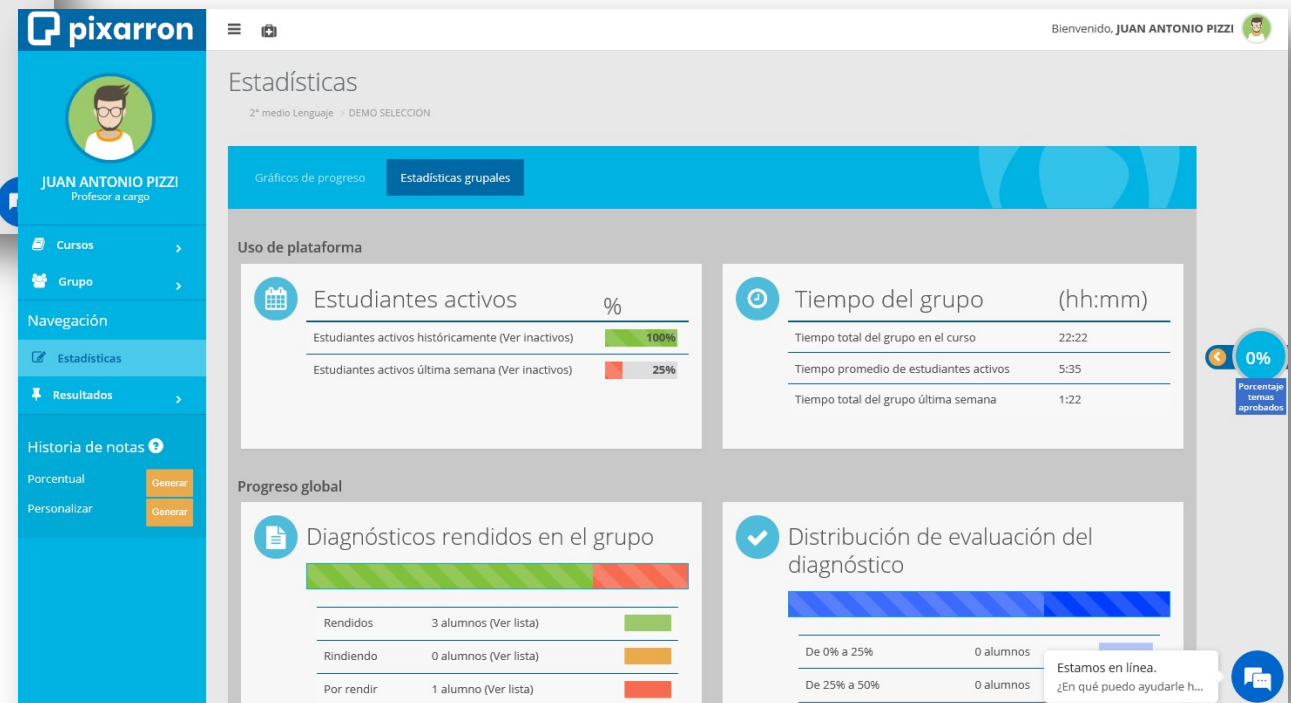 pixarron
Bienvenido, JUAN ANTONIO PIZZI
JUAN ANTONIO PIZZI
Profesor a cargo
Cursos
Grupo
Navegación
Estadísticas
Resultados
Historia de notas
Porcentual Generar
Personalizar Generar
Estadísticas
2° medio Lenguaje > DEMO SELECCION
Gráficos de progreso Estadísticas grupales
Uso de plataforma
Estudiantes activos %
Estudiantes activos históricamente (Ver inactivos) 100%
Estudiantes activos última semana (Ver inactivos) 25%
Tiempo del grupo (hh:mm)
Tiempo total del grupo en el curso 22:22
Tiempo promedio de estudiantes activos 5:35
Tiempo total del grupo última semana 1:22
Progreso global
Diagnósticos rendidos en el grupo
Rendidos 3 alumnos (Ver lista)
Rindiendo 0 alumnos (Ver lista)
Por rendir 1 alumno (Ver lista)
Distribución de evaluación del
diagnóstico
De 0% a 25% 0 alumnos
De 25% a 50% 0 alumnos
0%
Porcentaje
temas
aprobados
Estamos en línea.
¿En qué puedo ayudarle h...